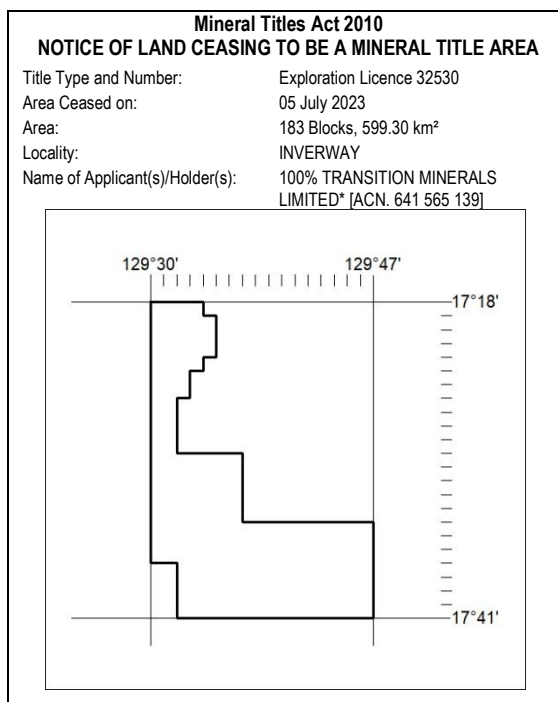 Mineral Titles Act 2010
NOTICE OF LAND CEASING TO BE A MINERAL TITLE AREA
Title Type and Number: Exploration Licence 32530
Area Ceased on: 05 July 2023
Area: 183 Blocks, 599.30 km²
Locality: INVERWAY
Name of Applicant(s)/Holder(s): 100% TRANSITION MINERALS
LIMITED* [ACN. 641 565 139]
129°30' 129°47'
17°18'
17°41'